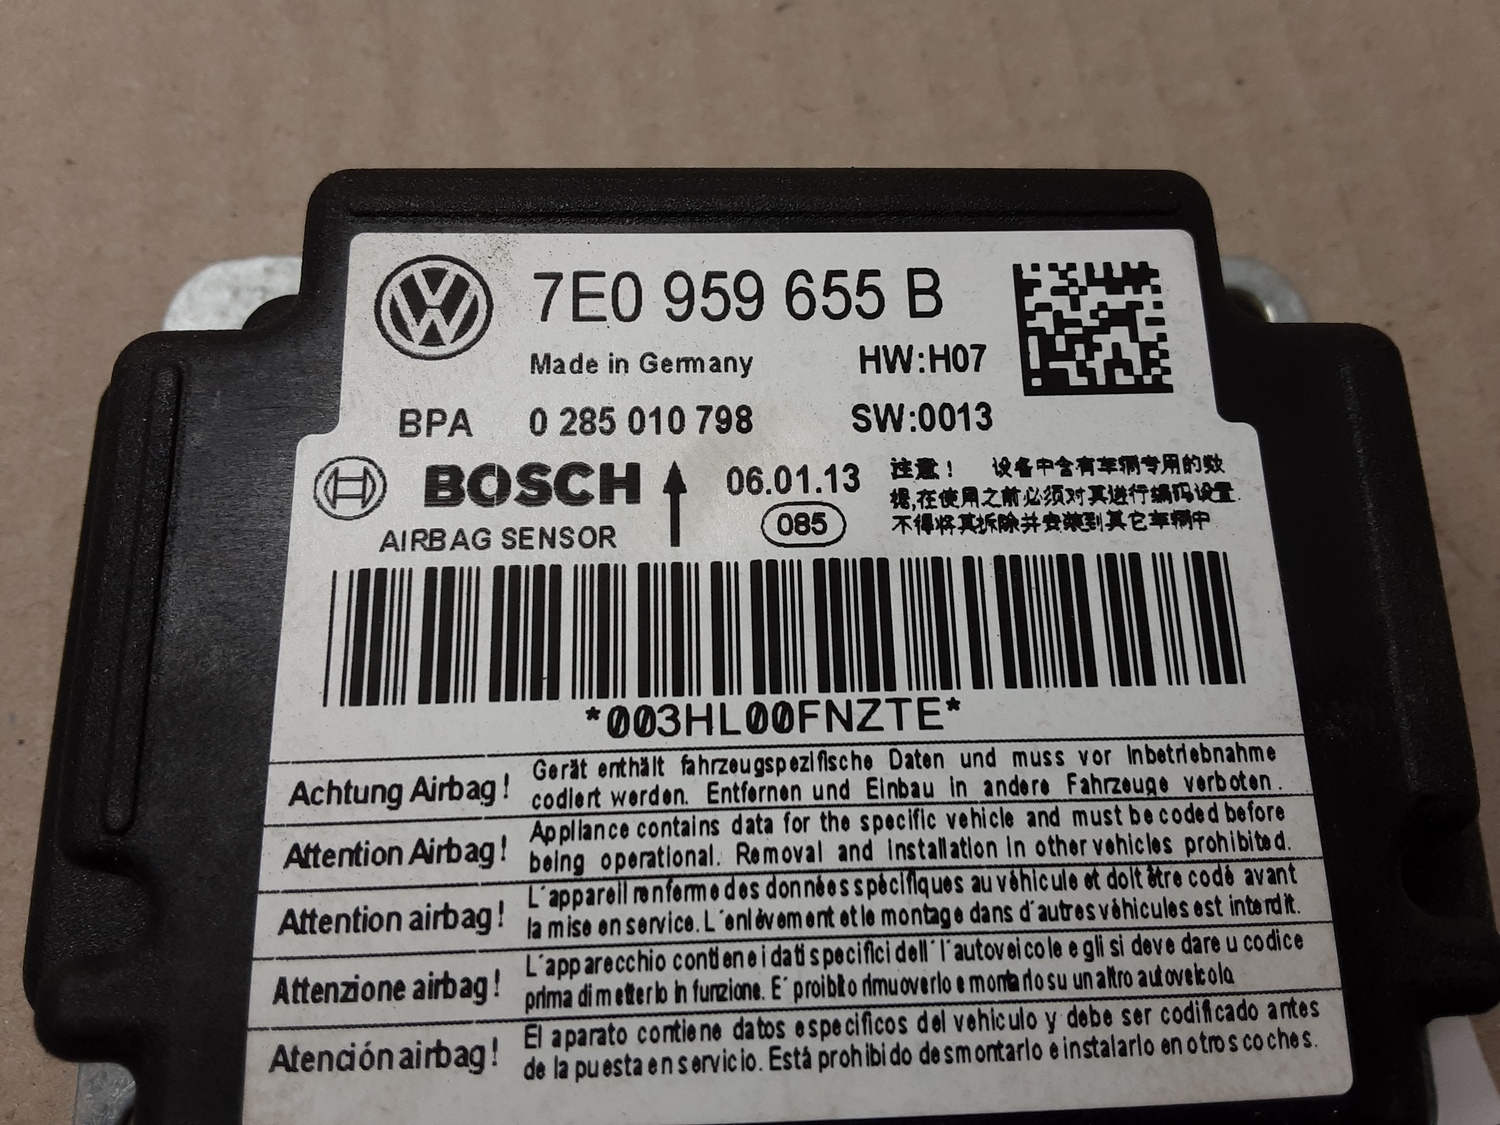 7E0 959 655 B
Made in Germany HW:H07
BPA 0 285 010 798 SW:0013
BOSCH 06.01.13
AIRBAG SENSOR 085
注意! 设备中含有车辆专用的数
据,在使用之前必须对其进行编码设置.
不得将其拆除并安装到其它车辆中
*003HL00FNZTE*
Achtung Airbag! Gerät enthält fahrzeugspezifische Daten und muss vor Inbetriebnahme
codiert werden. Entfernen und Einbau in andere Fahrzeuge verboten.
Attention Airbag! Appliance contains data for the specific vehicle and must be coded before
being operational. Removal and installation in other vehicles prohibited.
Attention airbag! L'appareil renferme des données spécifiques au véhicule et doit être codé avant
la mise en service. L'enlèvement et le montage dans d'autres véhicules est interdit.
Attenzione airbag! L'apparecchio contiene i dati specifici dell' l'autoveicolo e gli si deve dare u codice
prima di metterlo in funzione. E' proibito rimuoverlo e montarlo su un altro autoveicolo.
Atención airbag! El aparato contiene datos especificos del vehiculo y debe ser codificado antes
de la puesta en servicio. Está prohibido desmontarlo e instalarlo en otros coches.